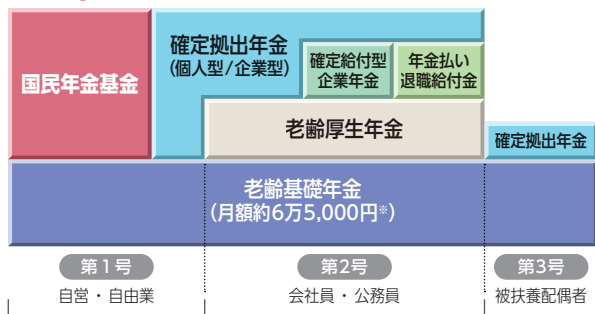 国民年金基金
確定拠出年金
(個人型/企業型)
確定給付型
企業年金
年金払い
退職給付金
老齢厚生年金
確定拠出年金
老齢基礎年金
(月額約6万5,000円※)
第1号
第2号
第3号
自営・自由業
会社員・公務員
被扶養配偶者